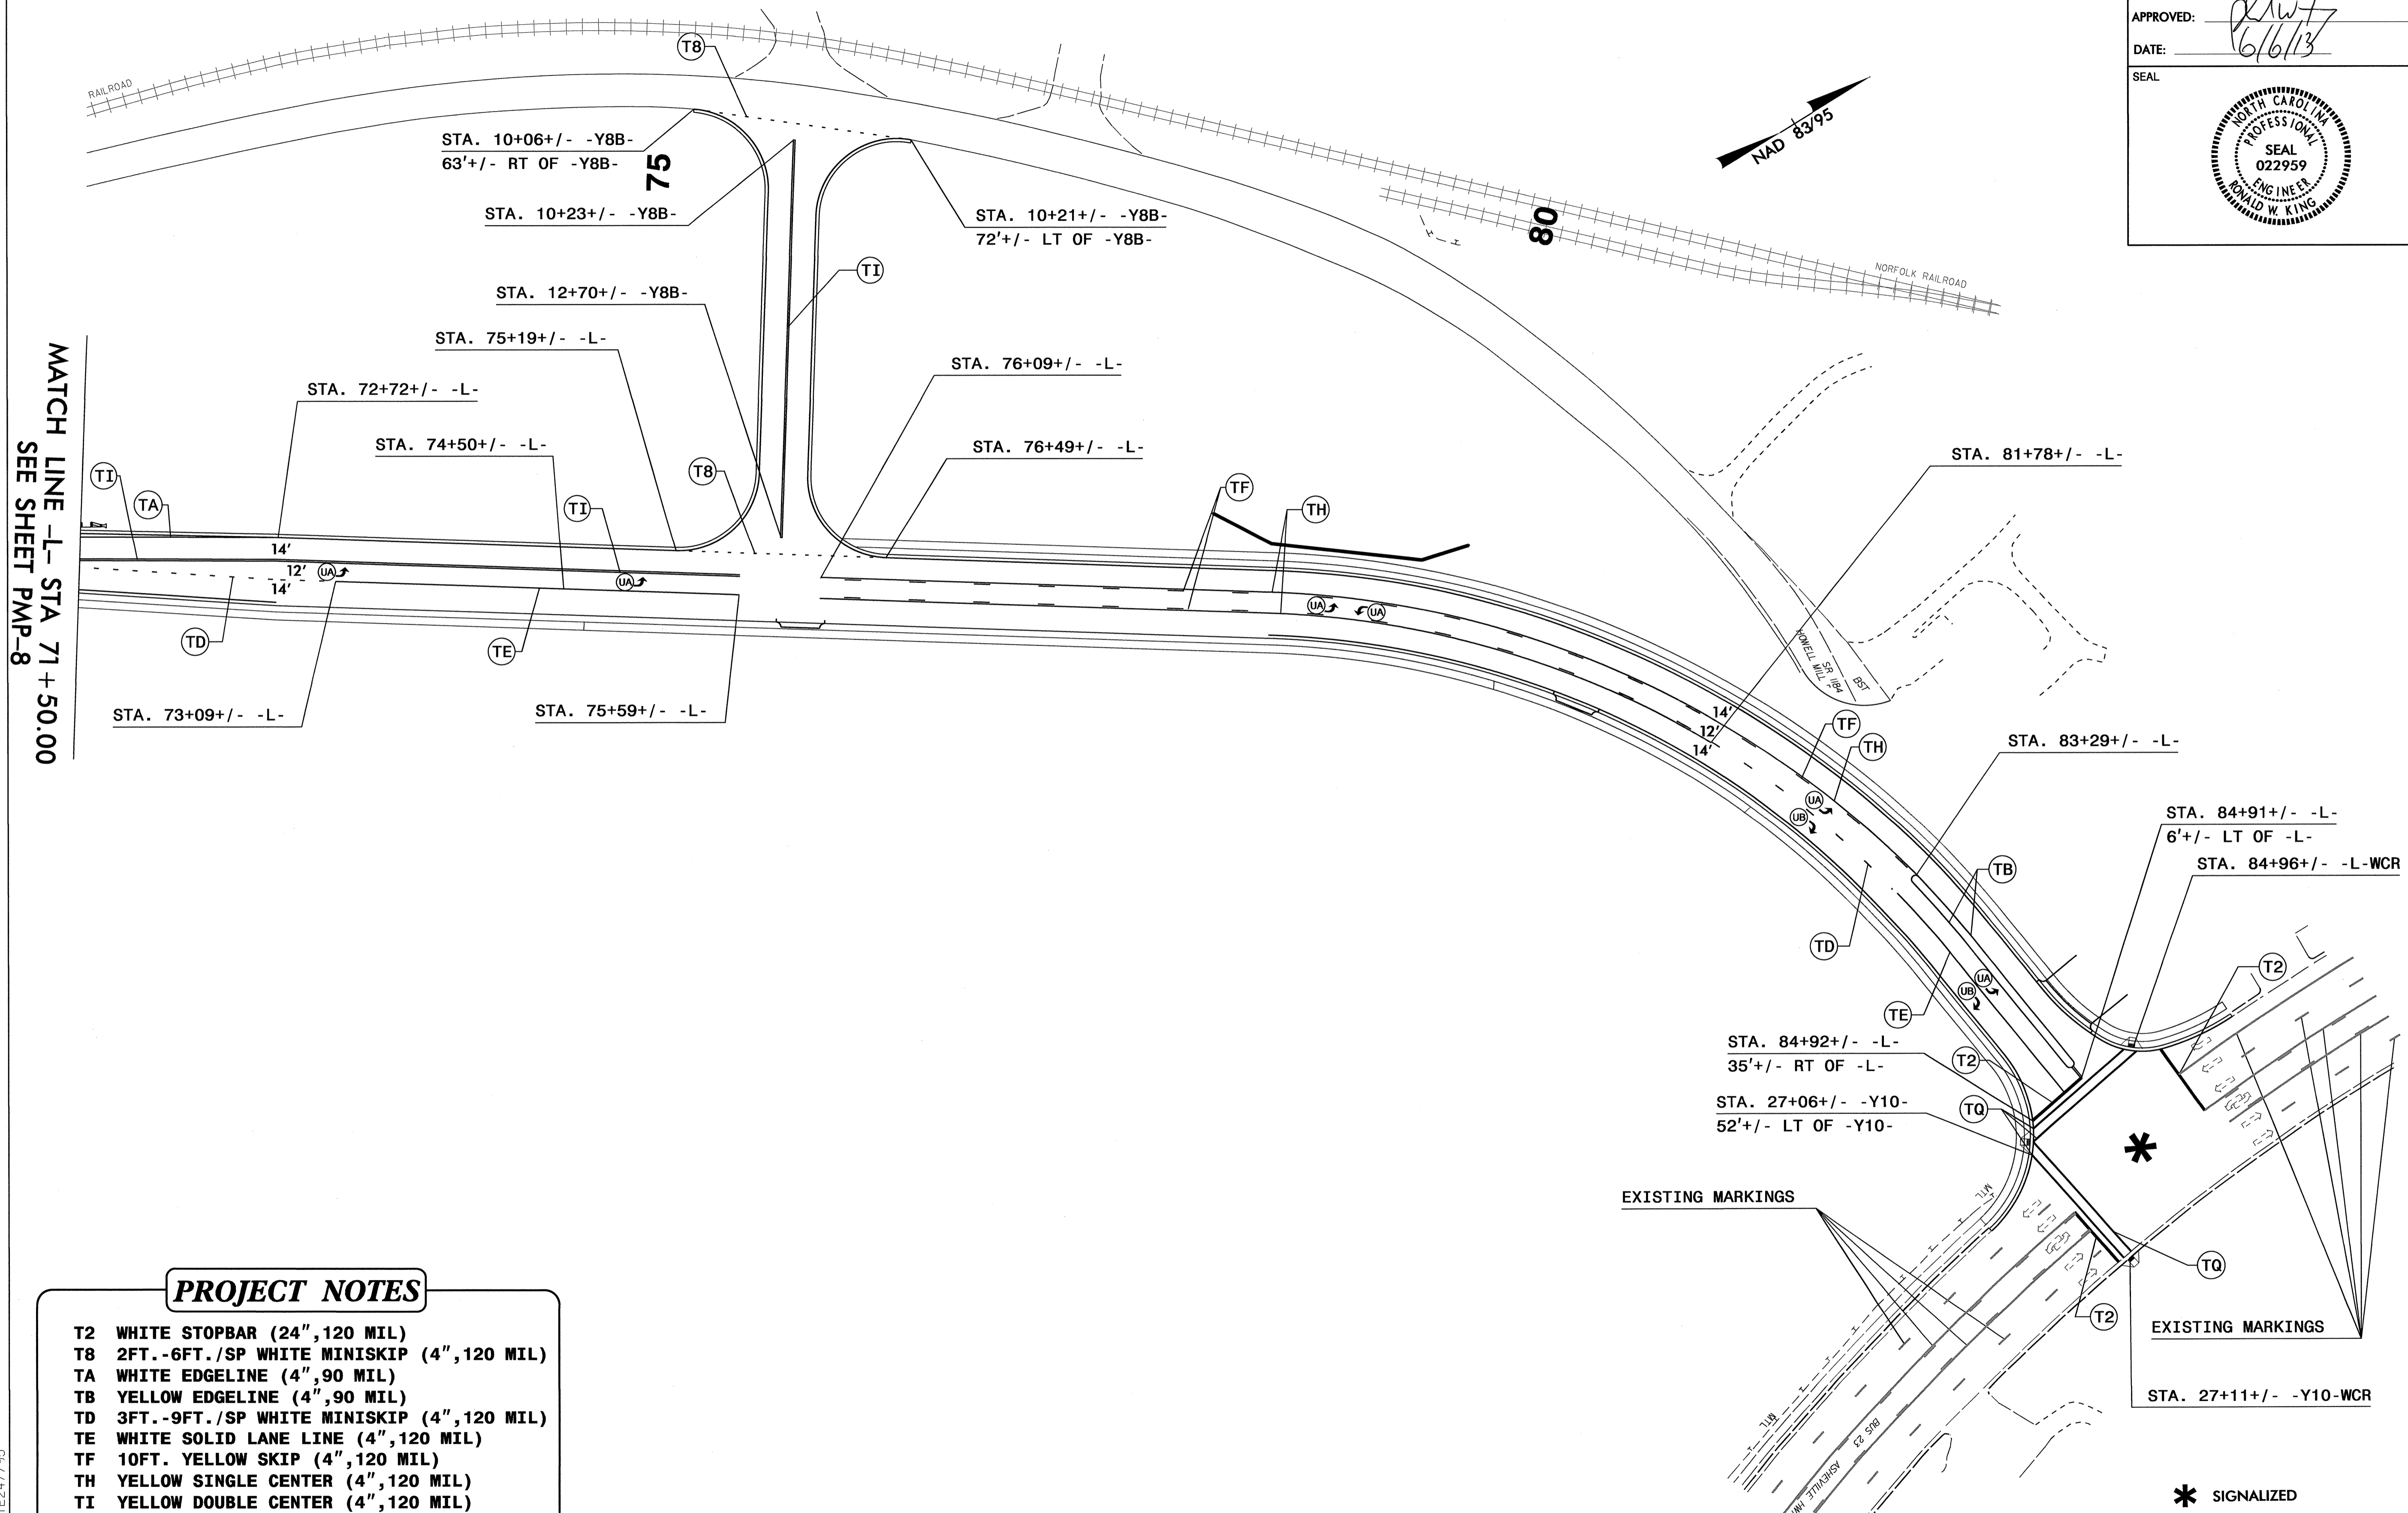 APPROVED:
DATE: 6/6/13
SEAL
NORTH CAROLINA
PROFESSIONAL
SEAL
022959
ENGINEER
RONALD W. KING
RAILROAD
T8
NAD 83/95
STA. 10+06+/- -Y8B-
63'+/- RT OF -Y8B-
75
STA. 10+23+/- -Y8B-
STA. 10+21+/- -Y8B-
72'+/- LT OF -Y8B-
80
NORFOLK RAILROAD
TI
STA. 12+70+/- -Y8B-
STA. 75+19+/- -L-
STA. 76+09+/- -L-
STA. 72+72+/- -L-
STA. 74+50+/- -L-
STA. 76+49+/- -L-
STA. 81+78+/- -L-
MATCH LINE -L- STA 71+50.00
SEE SHEET PMP-8
TI
TA
TI
T8
TF
TH
14'
12'
14'
UA
UA
UA
UA
TD
TE
STA. 73+09+/- -L-
STA. 75+59+/- -L-
SR 1184
HOWELL MILL
BST
14'
12'
14'
TF
TH
STA. 83+29+/- -L-
UA
UB
STA. 84+91+/- -L-
6'+/- LT OF -L-
STA. 84+96+/- -L-WCR
TB
TD
T2
UA
UB
TE
STA. 84+92+/- -L-
35'+/- RT OF -L-
T2
STA. 27+06+/- -Y10-
52'+/- LT OF -Y10-
TQ
*
EXISTING MARKINGS
MTL
TQ
T2
EXISTING MARKINGS
STA. 27+11+/- -Y10-WCR
MTL
BUS 23
ASHEVILLE
* SIGNALIZED
PROJECT NOTES
T2 WHITE STOPBAR (24",120 MIL)
T8 2FT.-6FT./SP WHITE MINISKIP (4",120 MIL)
TA WHITE EDGELINE (4",90 MIL)
TB YELLOW EDGELINE (4",90 MIL)
TD 3FT.-9FT./SP WHITE MINISKIP (4",120 MIL)
TE WHITE SOLID LANE LINE (4",120 MIL)
TF 10FT. YELLOW SKIP (4",120 MIL)
TH YELLOW SINGLE CENTER (4",120 MIL)
TI YELLOW DOUBLE CENTER (4",120 MIL)